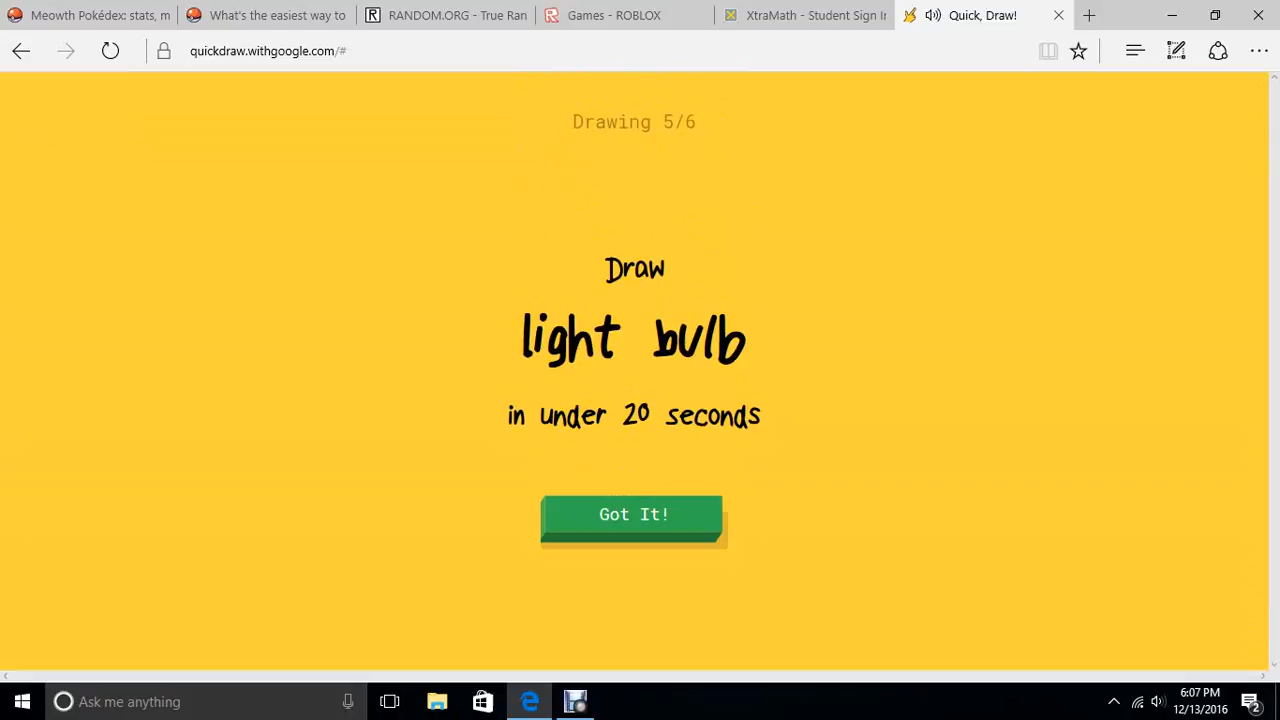 Meowth Pokédex: stats, m
What's the easiest way to
RANDOM.ORG - True Ran
Games - ROBLOX
XtraMath - Student Sign In
Quick, Draw!
quickdraw.withgoogle.com/#
Drawing 5/6
Draw
light bulb
in under 20 seconds
Got It!
Ask me anything
6:07 PM
12/13/2016
2